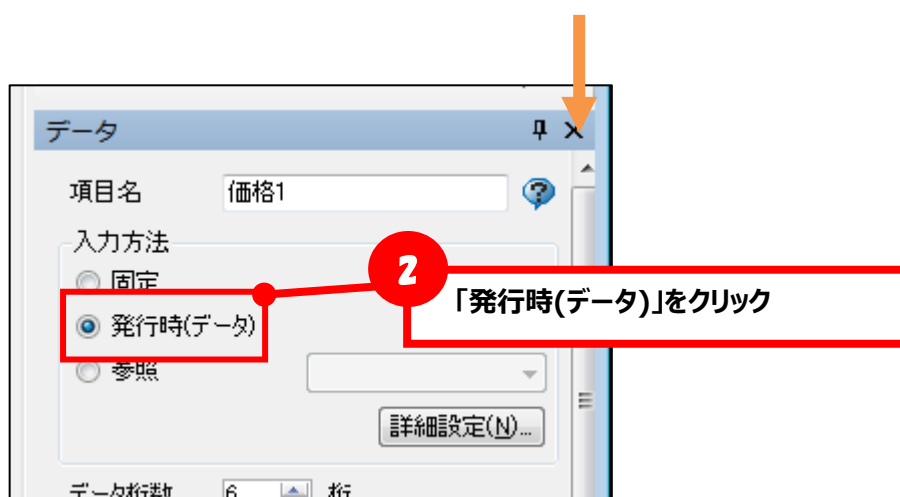 データ
項目名 価格1
入力方法
固定
2
「発行時(データ)」をクリック
発行時(データ)
参照
詳細設定(N)...
データ桁数 6 桁